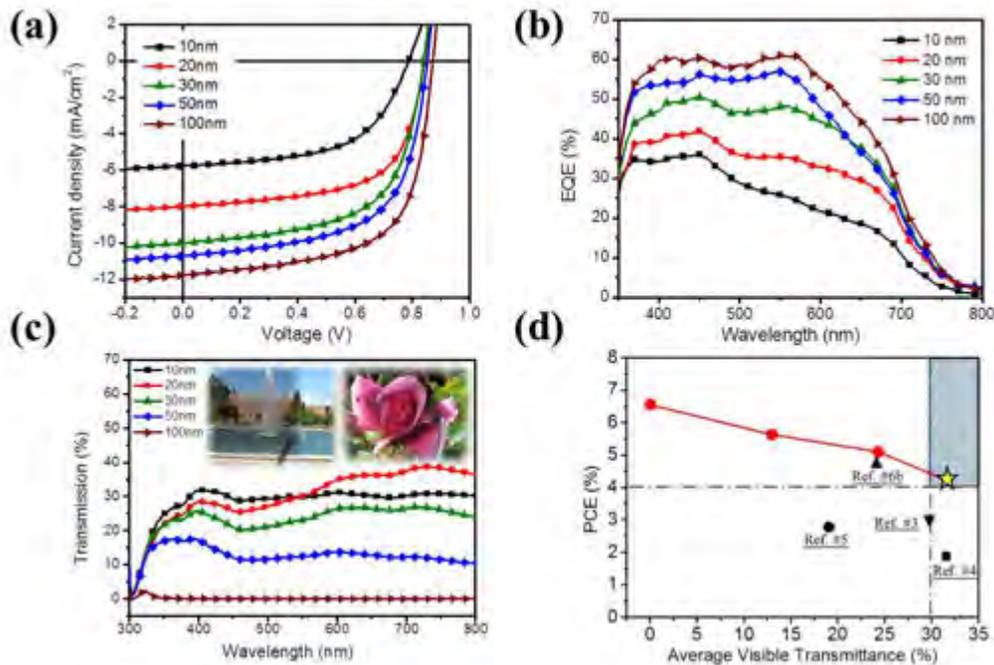 (a)
2
0
-2
-4
-6
-8
-10
-12
Current density (mA/cm²)
10nm
20nm
30nm
50nm
100nm
-0.2
0.0
0.2
0.4
0.6
0.8
1.0
Voltage (V)
(b)
70
60
50
40
30
20
10
0
EQE (%)
10 nm
20 nm
30 nm
50 nm
100 nm
400
500
600
700
800
Wavelength (nm)
(c)
70
60
50
40
30
20
10
0
Transmission (%)
10nm
20nm
30nm
50nm
100nm
300
400
500
600
700
800
Wavelength (nm)
(d)
8
7
6
5
4
3
2
1
0
PCE (%)
Ref. #6b
Ref. #3
Ref. #5
Ref. #4
0
5
10
15
20
25
30
35
Average Visible Transmittance (%)